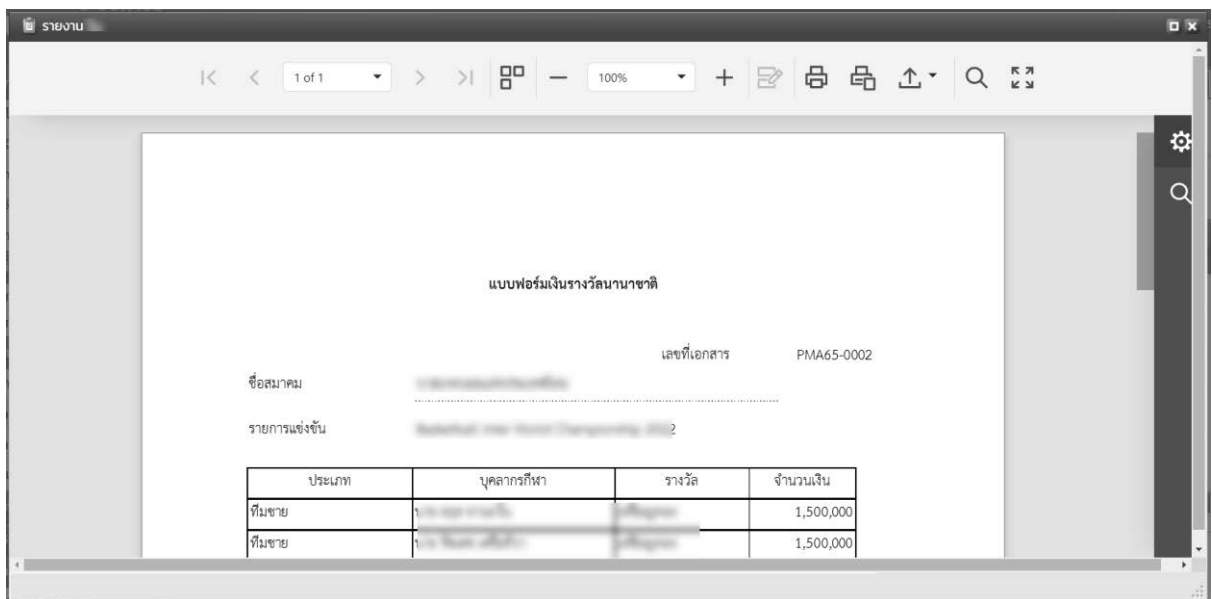 รายงาน
1 of 1 100%
แบบฟอร์มเงินรางวัลนานาชาติ
เลขที่เอกสาร PMA65-0002
ชื่อสมาคม
รายการแข่งขัน
ประเภท บุคลากรกีฬา รางวัล จำนวนเงิน
ทีมชาย 1,500,000
ทีมชาย 1,500,000